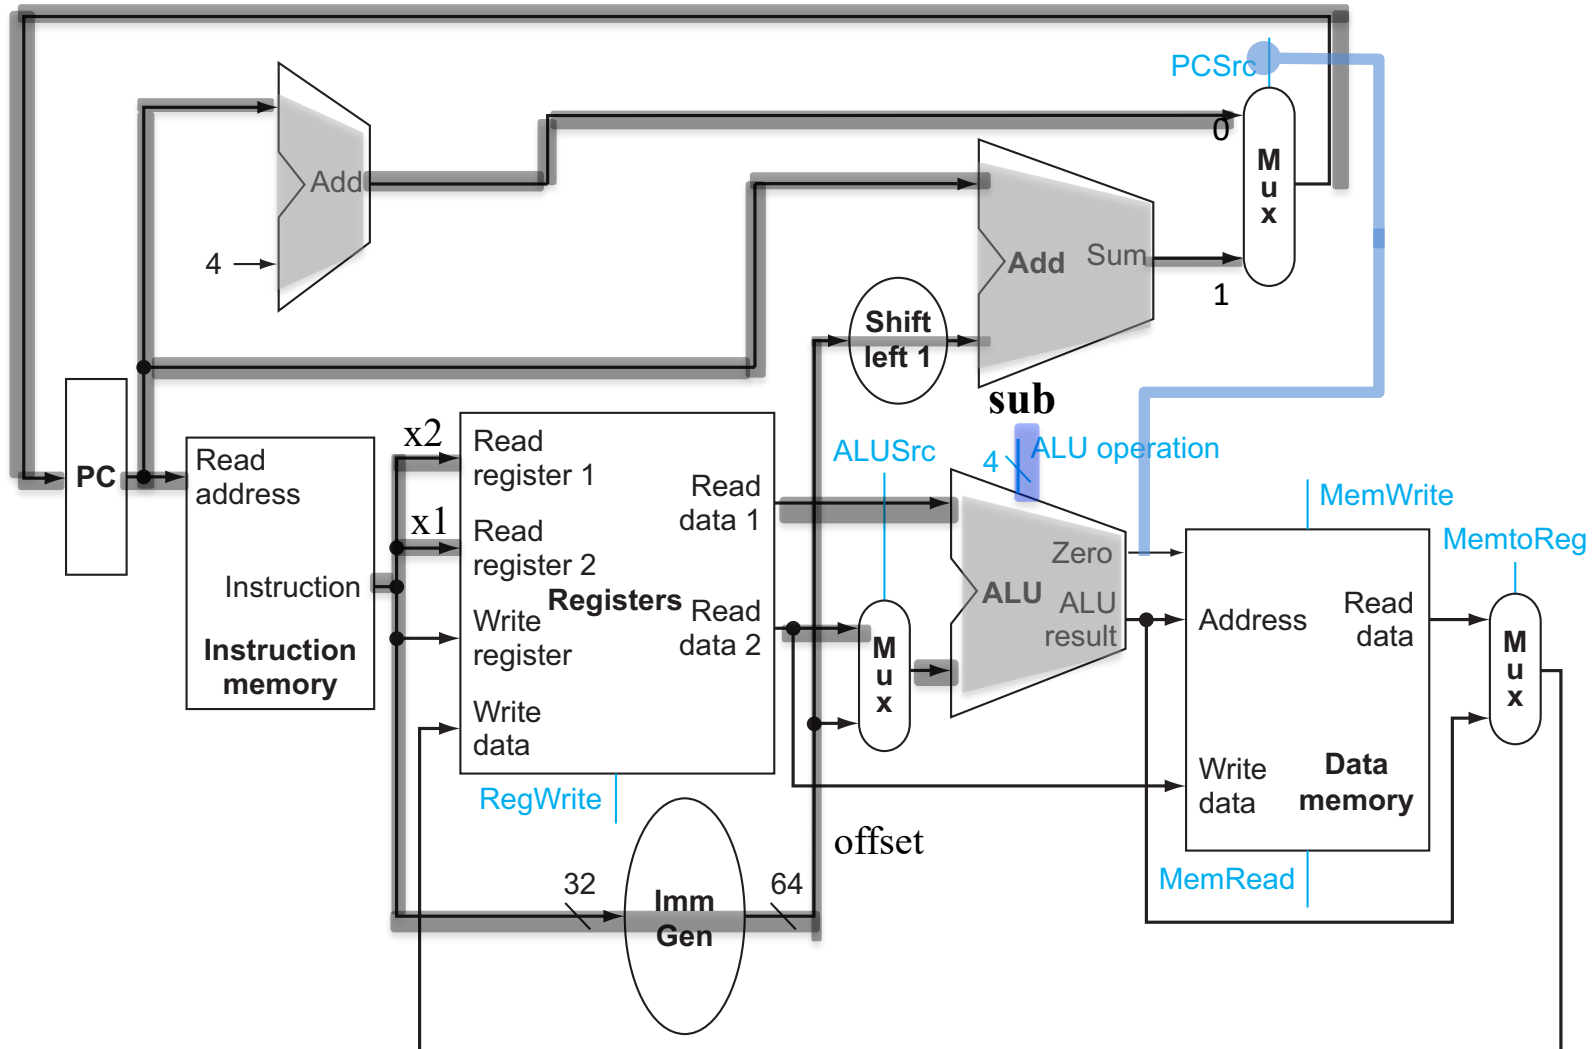 PCSrc
0
M
u
x
Add
4
Add
Sum
1
Shift
left 1
sub
x2
ALUSrc
4
ALU operation
PC
Read
address
Read
register 1
Read
data 1
MemWrite
x1
Read
register 2
Zero
MemtoReg
Instruction
Registers
ALU
ALU
result
Write
register
Read
data 2
Address
Read
data
Instruction
memory
M
u
x
M
u
x
Write
data
Write
data
Data
memory
RegWrite
offset
MemRead
32
Imm
Gen
64